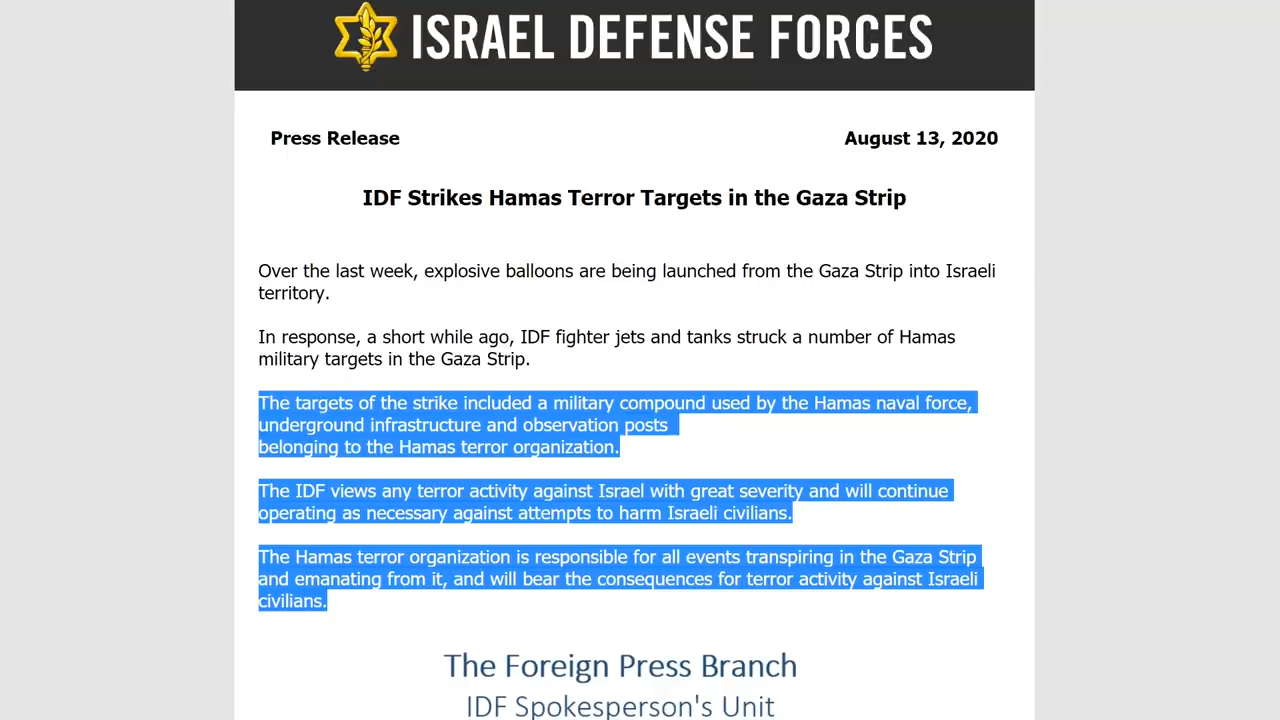 ISRAEL DEFENSE FORCES
Press Release
August 13, 2020
IDF Strikes Hamas Terror Targets in the Gaza Strip
Over the last week, explosive balloons are being launched from the Gaza Strip into Israeli
territory.
In response, a short while ago, IDF fighter jets and tanks struck a number of Hamas
military targets in the Gaza Strip.
The targets of the strike included a military compound used by the Hamas naval force,
underground infrastructure and observation posts
belonging to the Hamas terror organization.
The IDF views any terror activity against Israel with great severity and will continue
operating as necessary against attempts to harm Israeli civilians.
The Hamas terror organization is responsible for all events transpiring in the Gaza Strip
and emanating from it, and will bear the consequences for terror activity against Israeli
civilians.
The Foreign Press Branch
IDF Spokesperson's Unit